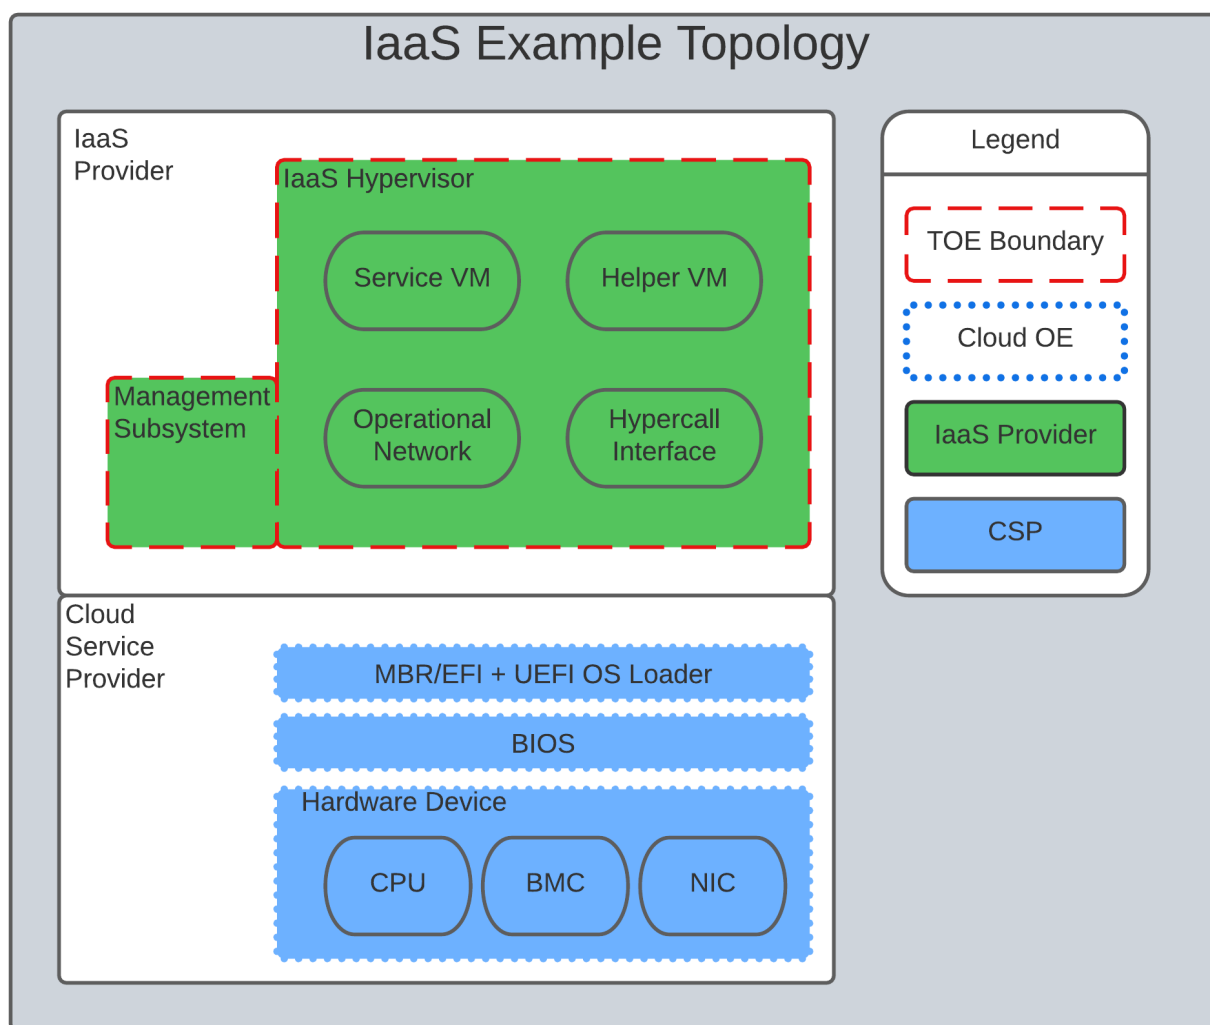 IaaS Example Topology
IaaS
Provider
IaaS Hypervisor
Service VM
Helper VM
Management
Subsystem
Operational
Network
Hypercall
Interface
Cloud
Service
Provider
MBR/EFI + UEFI OS Loader
BIOS
Hardware Device
CPU
BMC
NIC
Legend
TOE Boundary
Cloud OE
IaaS Provider
CSP